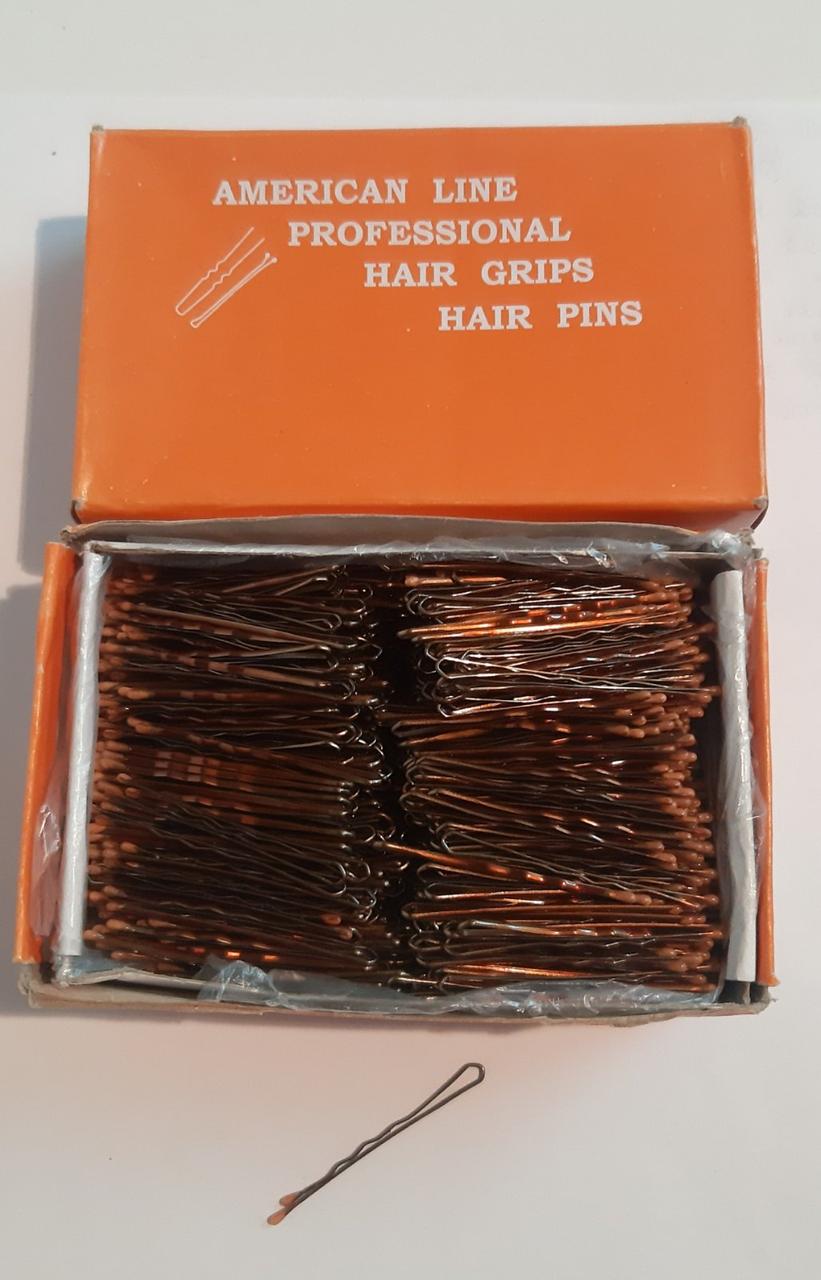 AMERICAN LINE
PROFESSIONAL
HAIR GRIPS
HAIR PINS